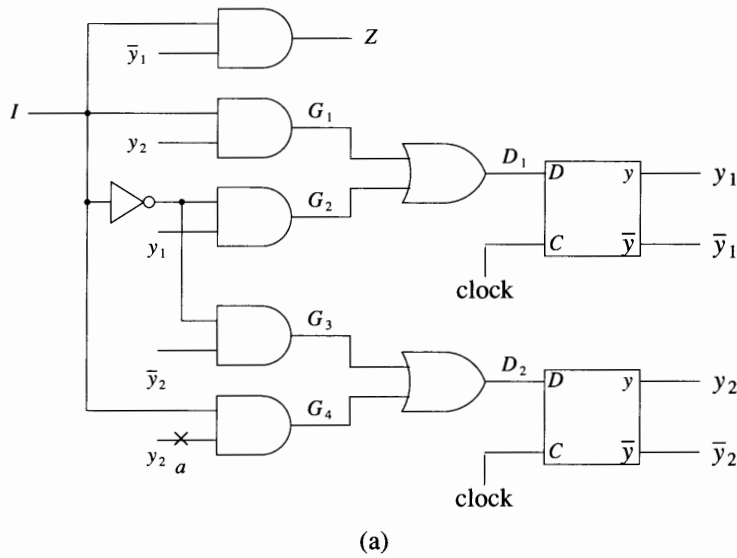 Z
ȳ₁
I
G₁
y₂
D₁
D
y
y₁
G₂
y₁
C
ȳ
ȳ₁
clock
G₃
ȳ₂
D₂
D
y
y₂
G₄
y₂
a
C
ȳ
ȳ₂
clock
(a)